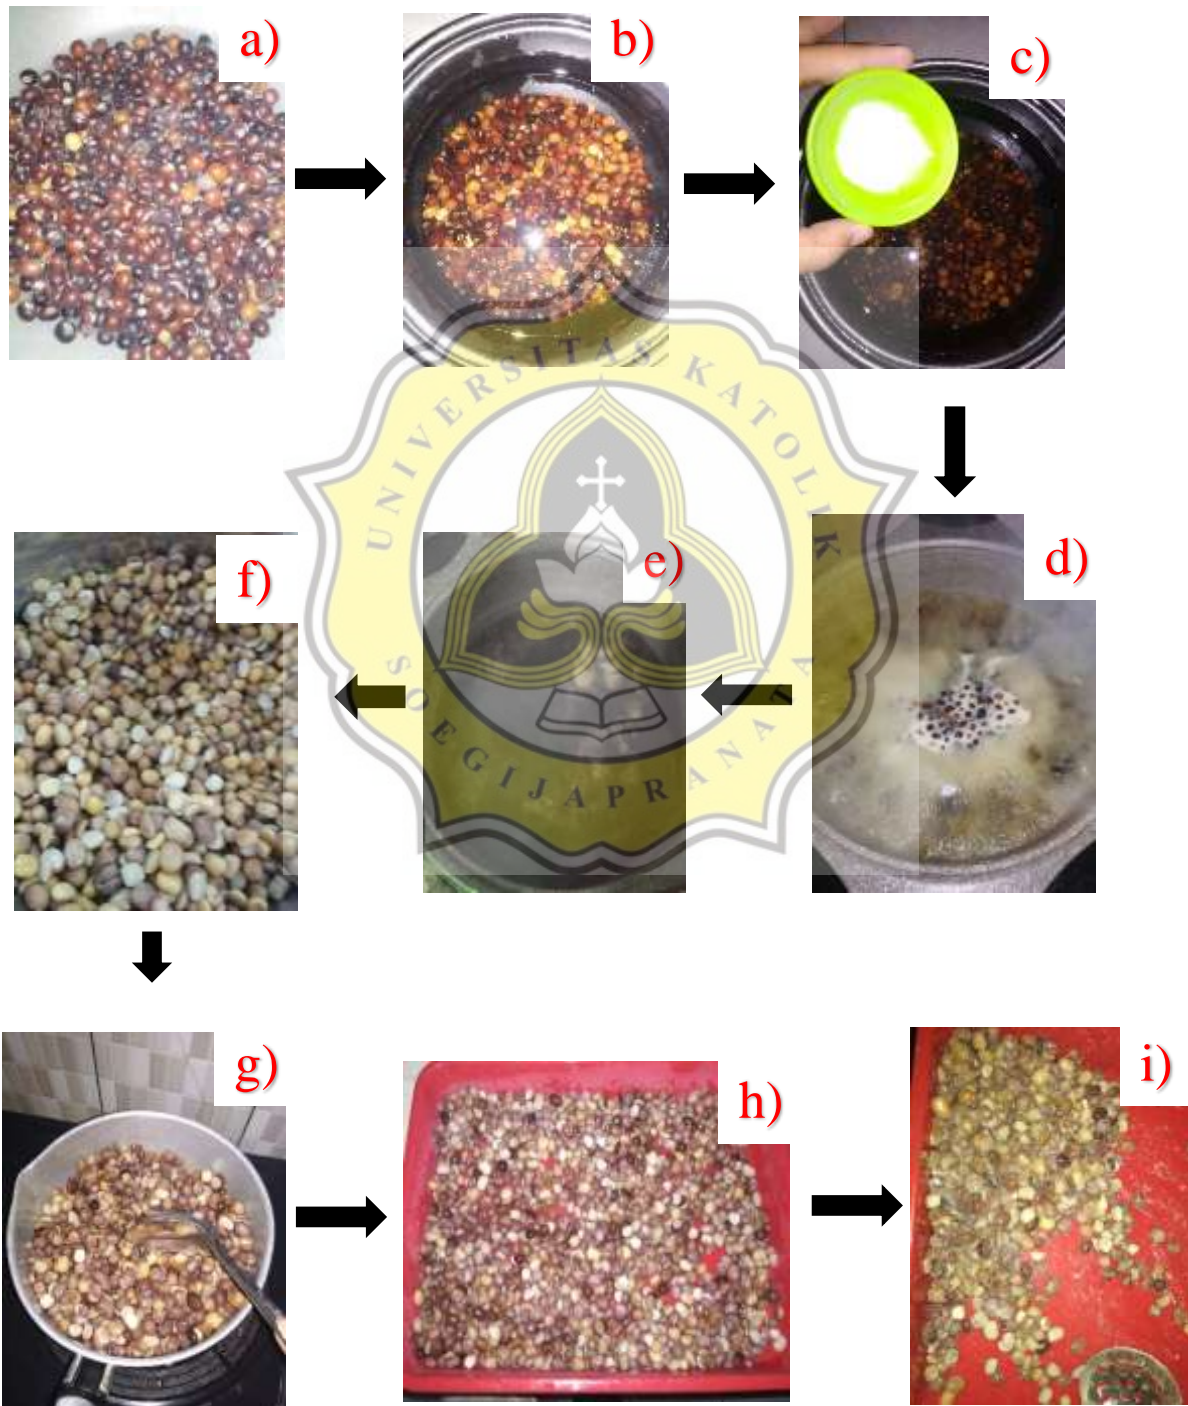 a)
b)
c)
UNIVERSITAS KATOLIK
f)
e)
d)
SOEGIJAPRANATA
g)
h)
i)